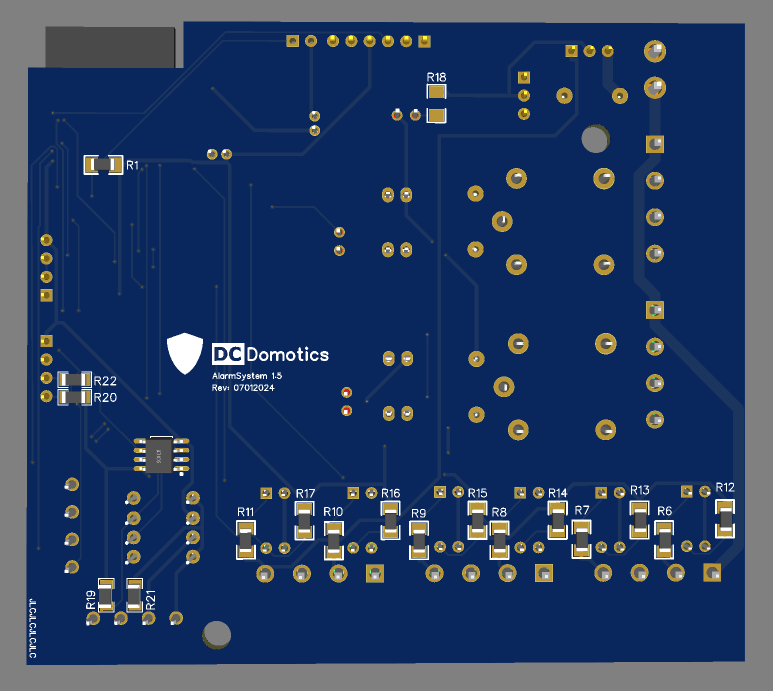 R18
R1
DC Domotics
AlarmSystem 1.5
Rev: 07012024
R22
R20
R17
R16
R15
R14
R13
R12
R11
R10
R9
R8
R7
R6
R19
R21
JLCJLCJLCJLC